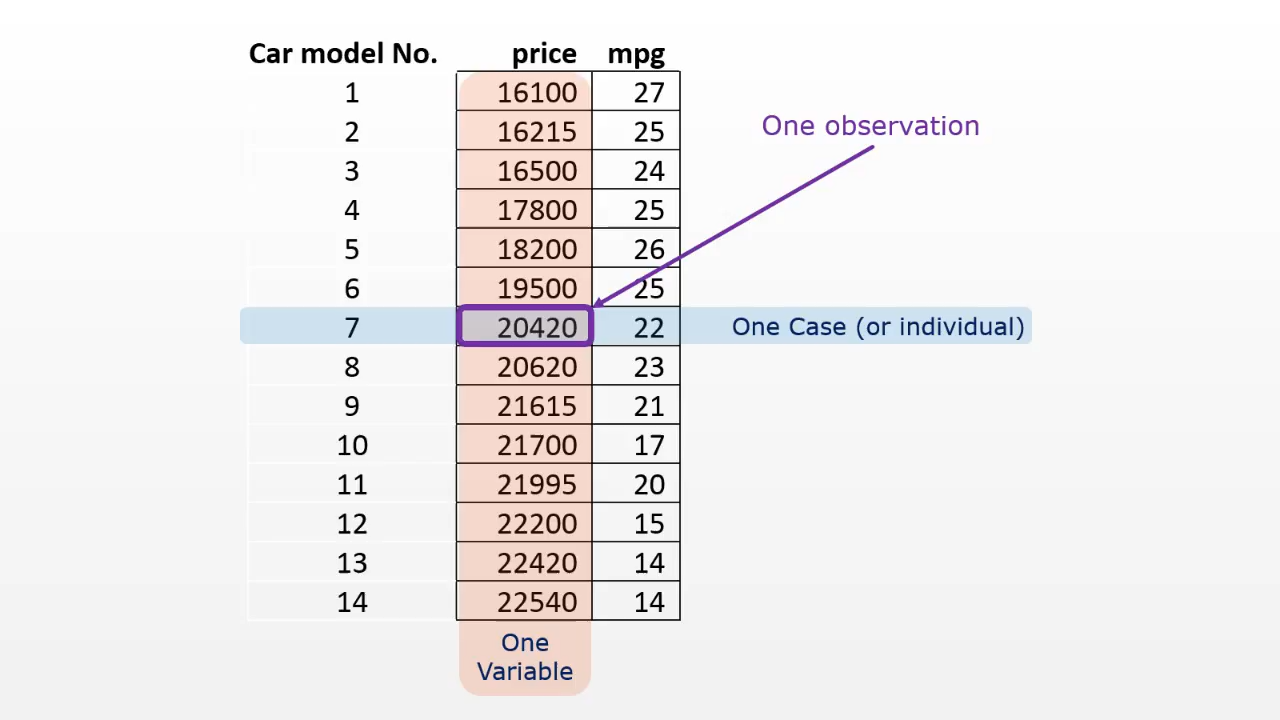 Car model No. price mpg
1 16100 27
One observation
2 16215 25
3 16500 24
4 17800 25
5 18200 26
6 19500 25
7 20420 22 One Case (or individual)
8 20620 23
9 21615 21
10 21700 17
11 21995 20
12 22200 15
13 22420 14
14 22540 14
One
Variable